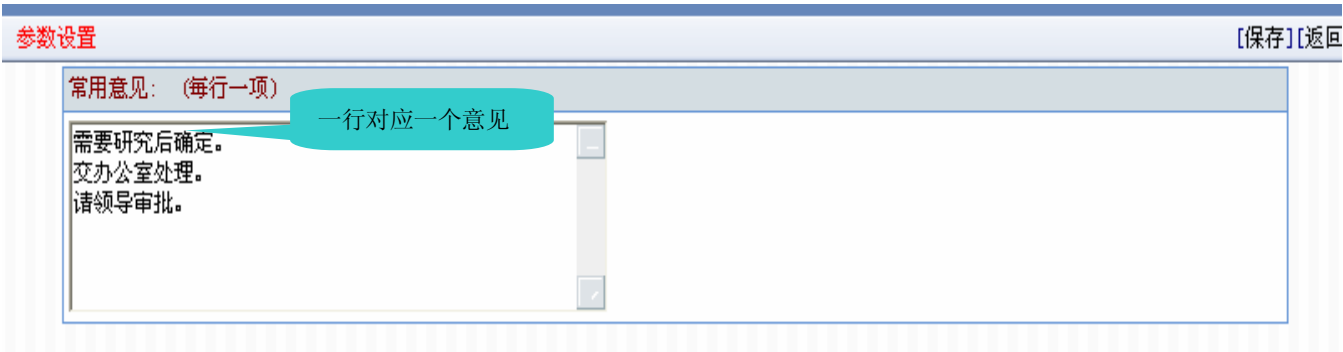 参数设置 [保存][返回
常用意见: (每行一项)
一行对应一个意见
需要研究后确定。
交办公室处理。
请领导审批。